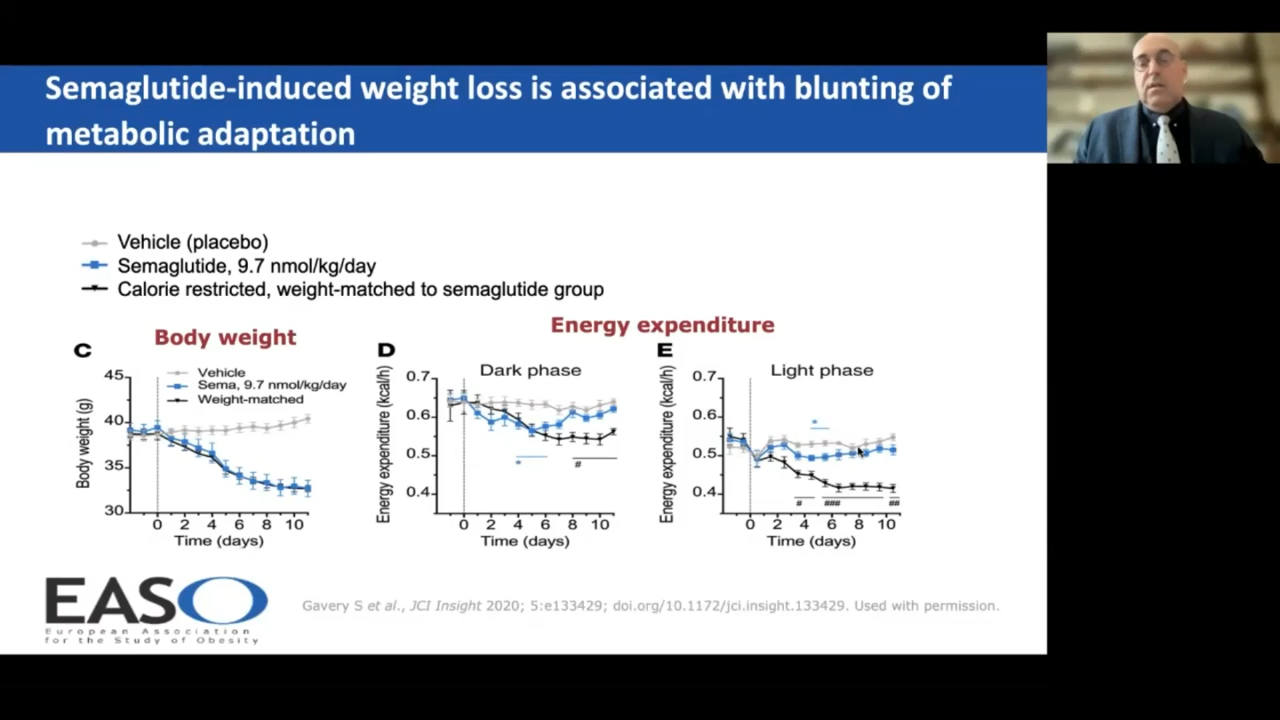 Semaglutide-induced weight loss is associated with blunting of
metabolic adaptation
Vehicle (placebo)
Semaglutide, 9.7 nmol/kg/day
Calorie restricted, weight-matched to semaglutide group
Body weight
Energy expenditure
C
Vehicle
Sema, 9.7 nmol/kg/day
Weight-matched
45
40
35
30
Body weight (g)
0 2 4 6 8 10
Time (days)
D
Dark phase
0.7
0.6
0.5
0.4
Energy expenditure (kcal/h)
*
#
0 2 4 6 8 10
Time (days)
E
Light phase
0.7
0.6
0.5
0.4
Energy expenditure (kcal/h)
*
# ### ##
0 2 4 6 8 10
Time (days)
EASO
European Association
for the Study of Obesity
Gavery S et al., JCI Insight 2020; 5:e133429; doi.org/10.1172/jci.insight.133429. Used with permission.